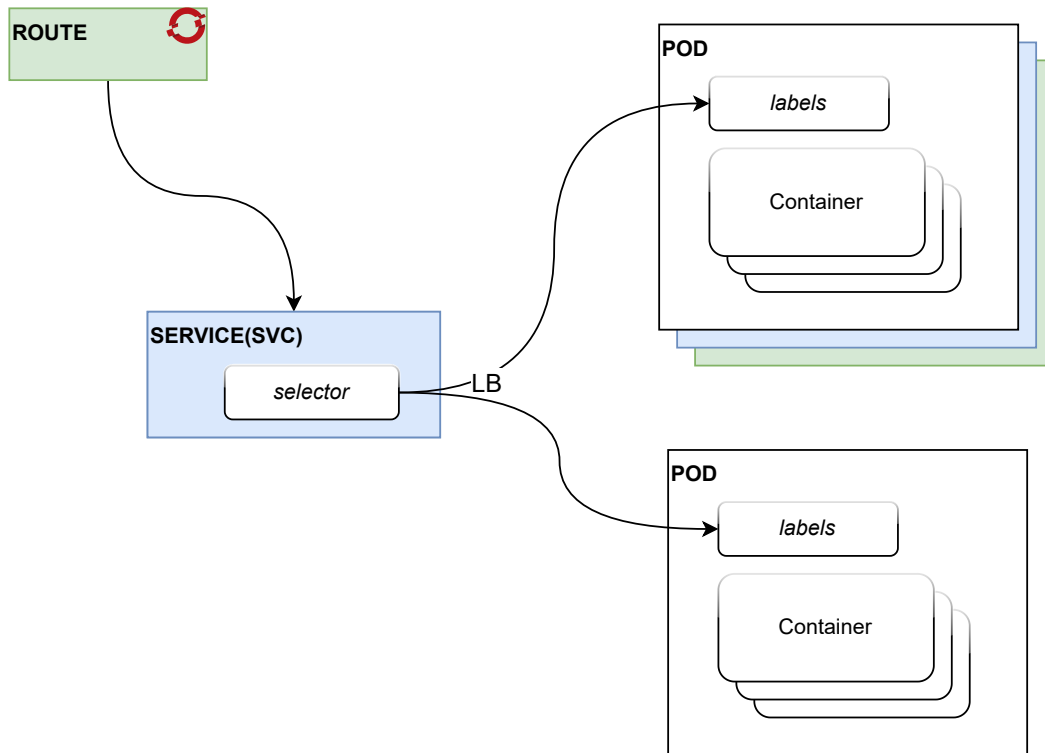 ROUTE
POD
labels
Container
SERVICE(SVC)
selector
LB
POD
labels
Container